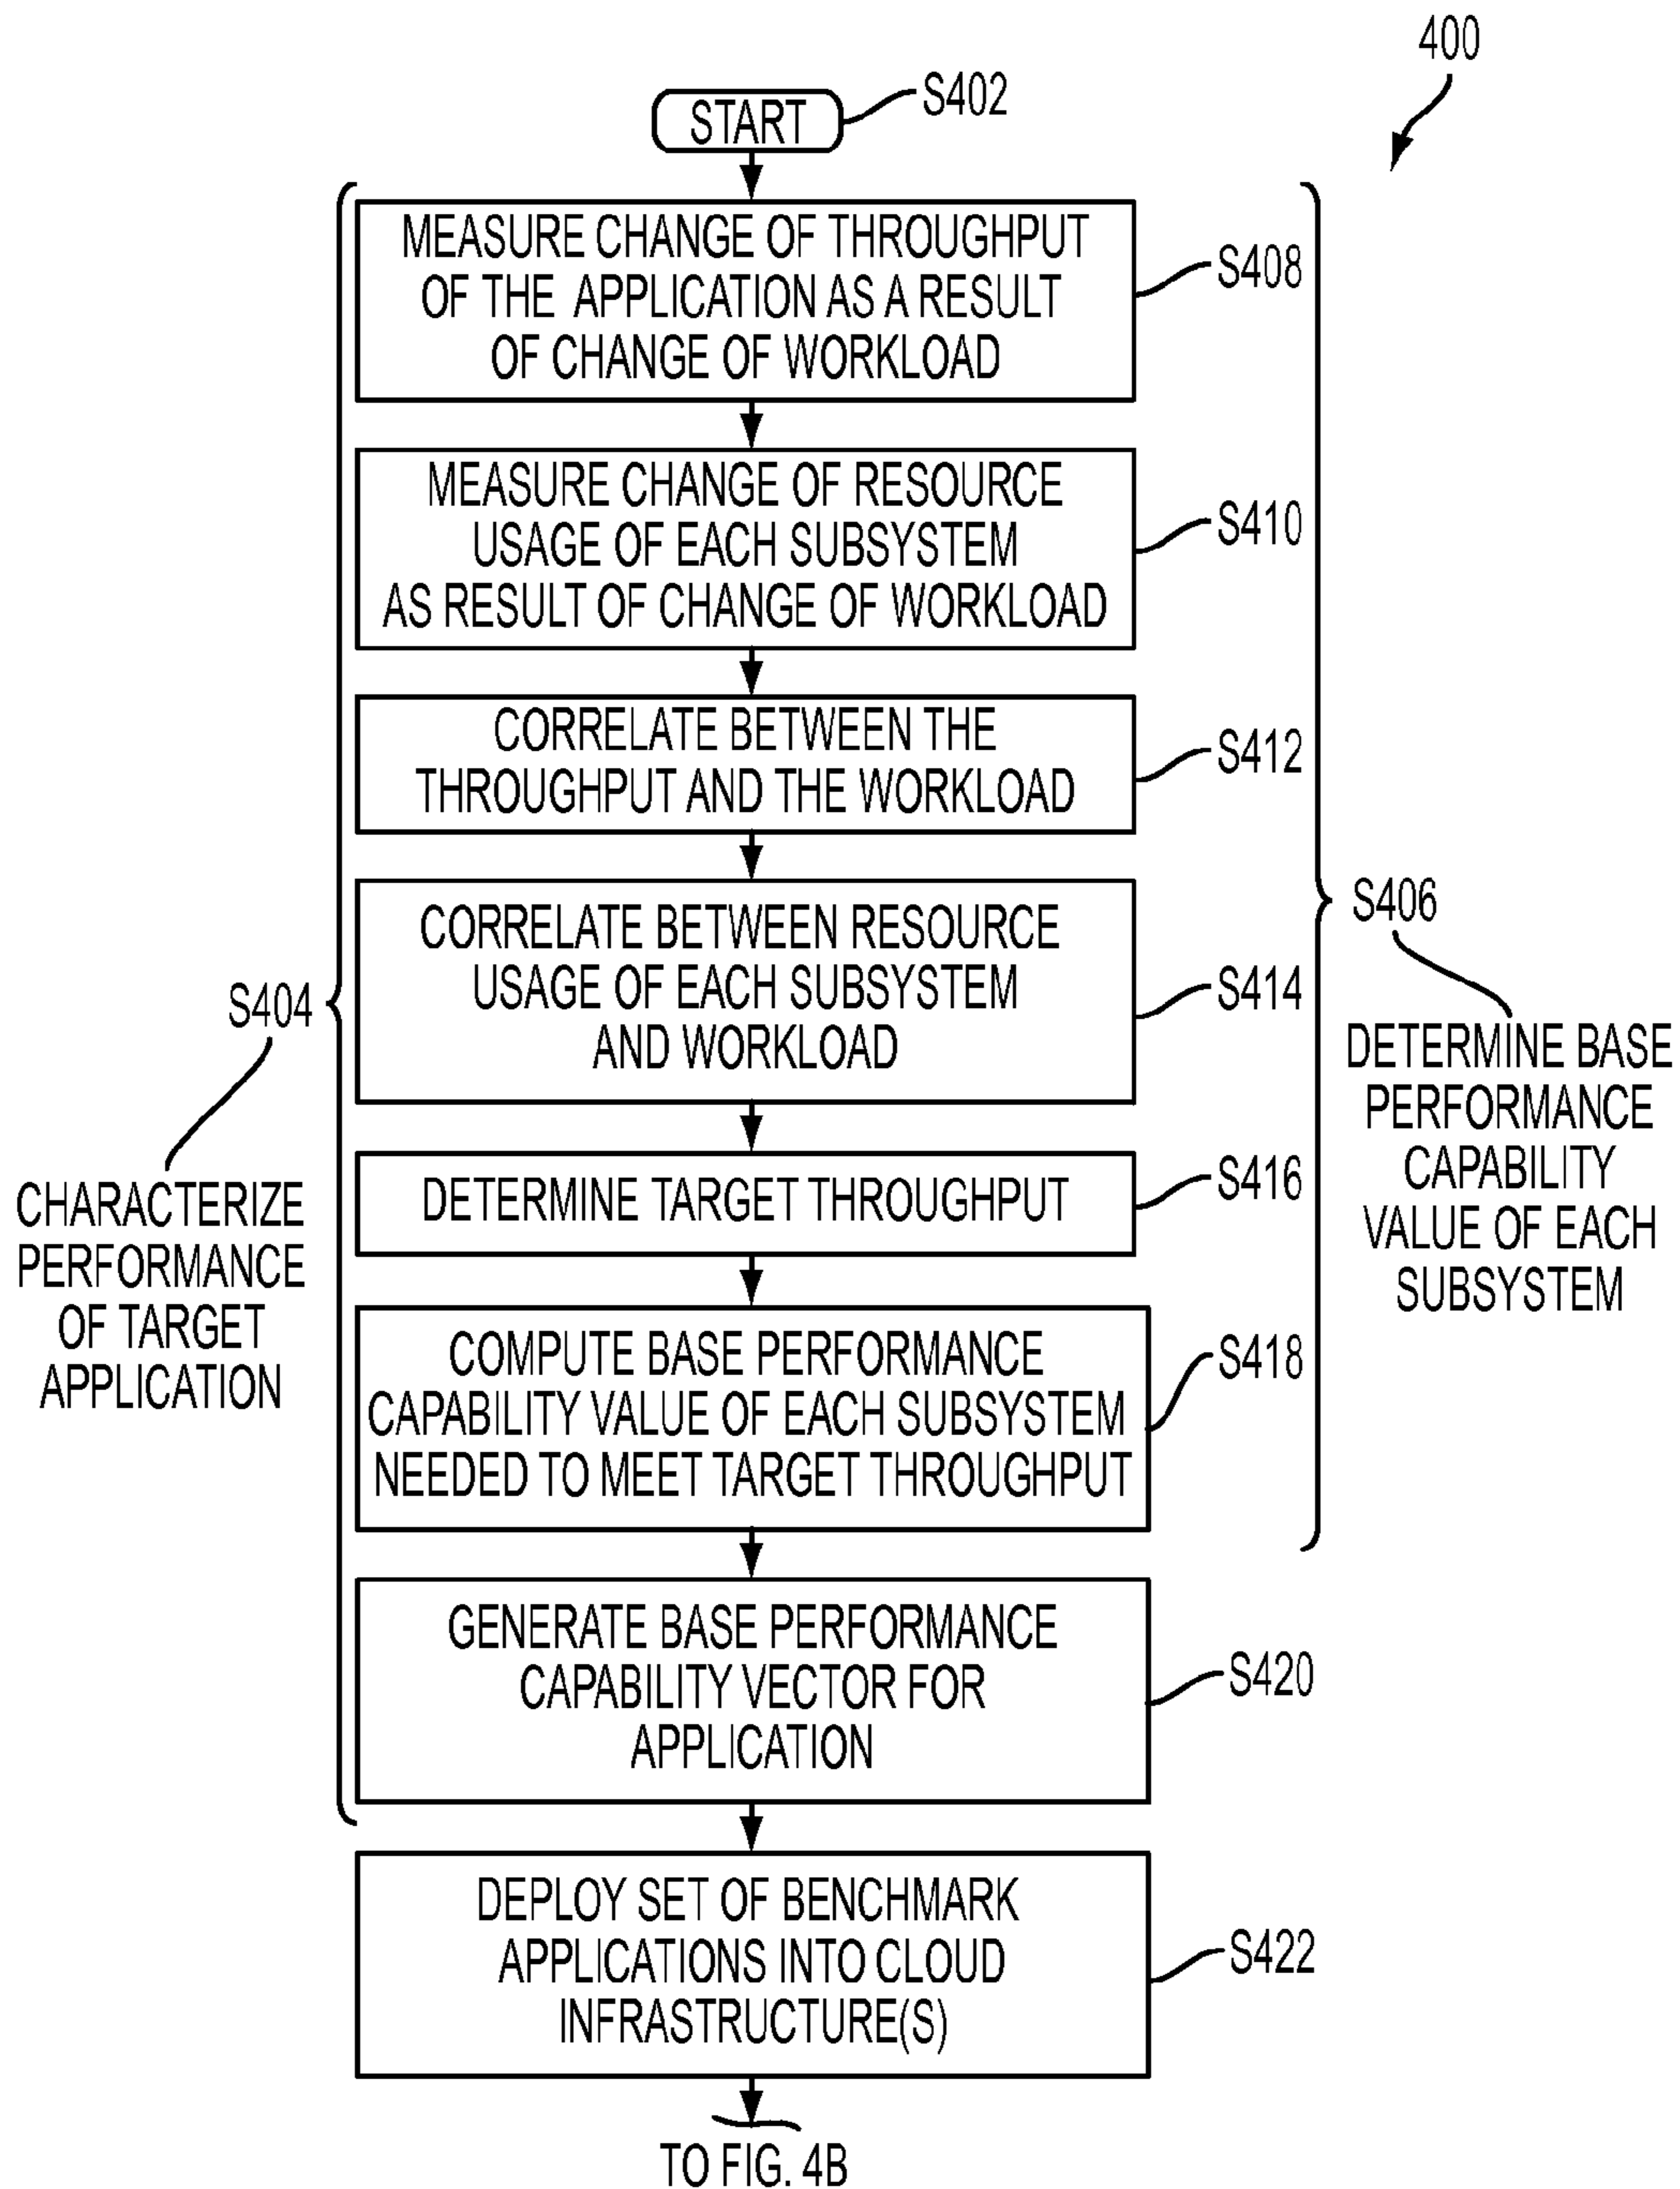 400
START
S402
MEASURE CHANGE OF THROUGHPUT
OF THE APPLICATION AS A RESULT
OF CHANGE OF WORKLOAD
S408
MEASURE CHANGE OF RESOURCE
USAGE OF EACH SUBSYSTEM
AS RESULT OF CHANGE OF WORKLOAD
S410
CORRELATE BETWEEN THE
THROUGHPUT AND THE WORKLOAD
S412
CORRELATE BETWEEN RESOURCE
USAGE OF EACH SUBSYSTEM
AND WORKLOAD
S414
DETERMINE TARGET THROUGHPUT
S416
COMPUTE BASE PERFORMANCE
CAPABILITY VALUE OF EACH SUBSYSTEM
NEEDED TO MEET TARGET THROUGHPUT
S418
GENERATE BASE PERFORMANCE
CAPABILITY VECTOR FOR
APPLICATION
S420
DEPLOY SET OF BENCHMARK
APPLICATIONS INTO CLOUD
INFRASTRUCTURE(S)
S422
TO FIG. 4B
S404
CHARACTERIZE
PERFORMANCE
OF TARGET
APPLICATION
S406
DETERMINE BASE
PERFORMANCE
CAPABILITY
VALUE OF EACH
SUBSYSTEM